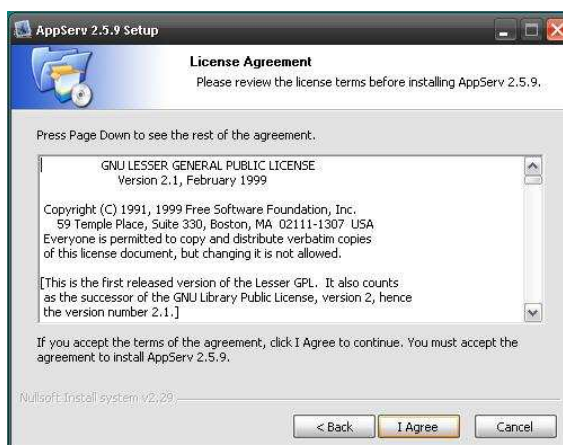 AppServ 2.5.9 Setup
License Agreement
Please review the license terms before installing AppServ 2.5.9.
Press Page Down to see the rest of the agreement.
GNU LESSER GENERAL PUBLIC LICENSE
Version 2.1, February 1999
Copyright (C) 1991, 1999 Free Software Foundation, Inc.
59 Temple Place, Suite 330, Boston, MA  02111-1307  USA
Everyone is permitted to copy and distribute verbatim copies
of this license document, but changing it is not allowed.
[This is the first released version of the Lesser GPL.  It also counts
as the successor of the GNU Library Public License, version 2, hence
the version number 2.1.]
If you accept the terms of the agreement, click I Agree to continue. You must accept the
agreement to install AppServ 2.5.9.
Nullsoft Install system v2.29
< Back
I Agree
Cancel